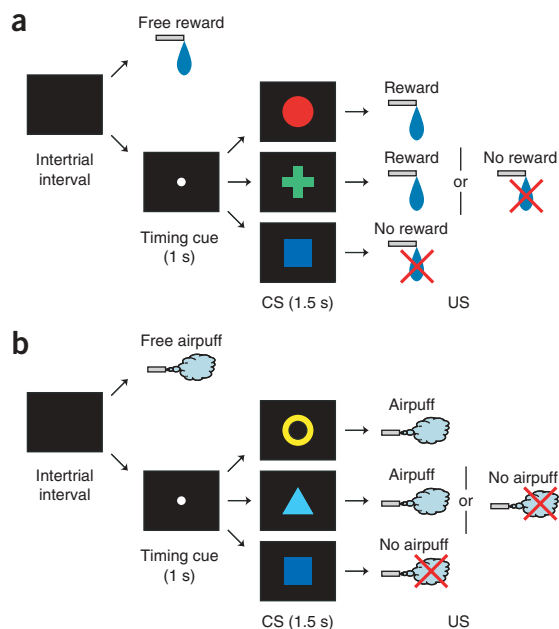 a
Free reward
Intertrial
interval
Timing cue
(1 s)
Reward
Reward
or
No reward
No reward
CS (1.5 s)
US
b
Free airpuff
Intertrial
interval
Timing cue
(1 s)
Airpuff
Airpuff
or
No airpuff
No airpuff
CS (1.5 s)
US